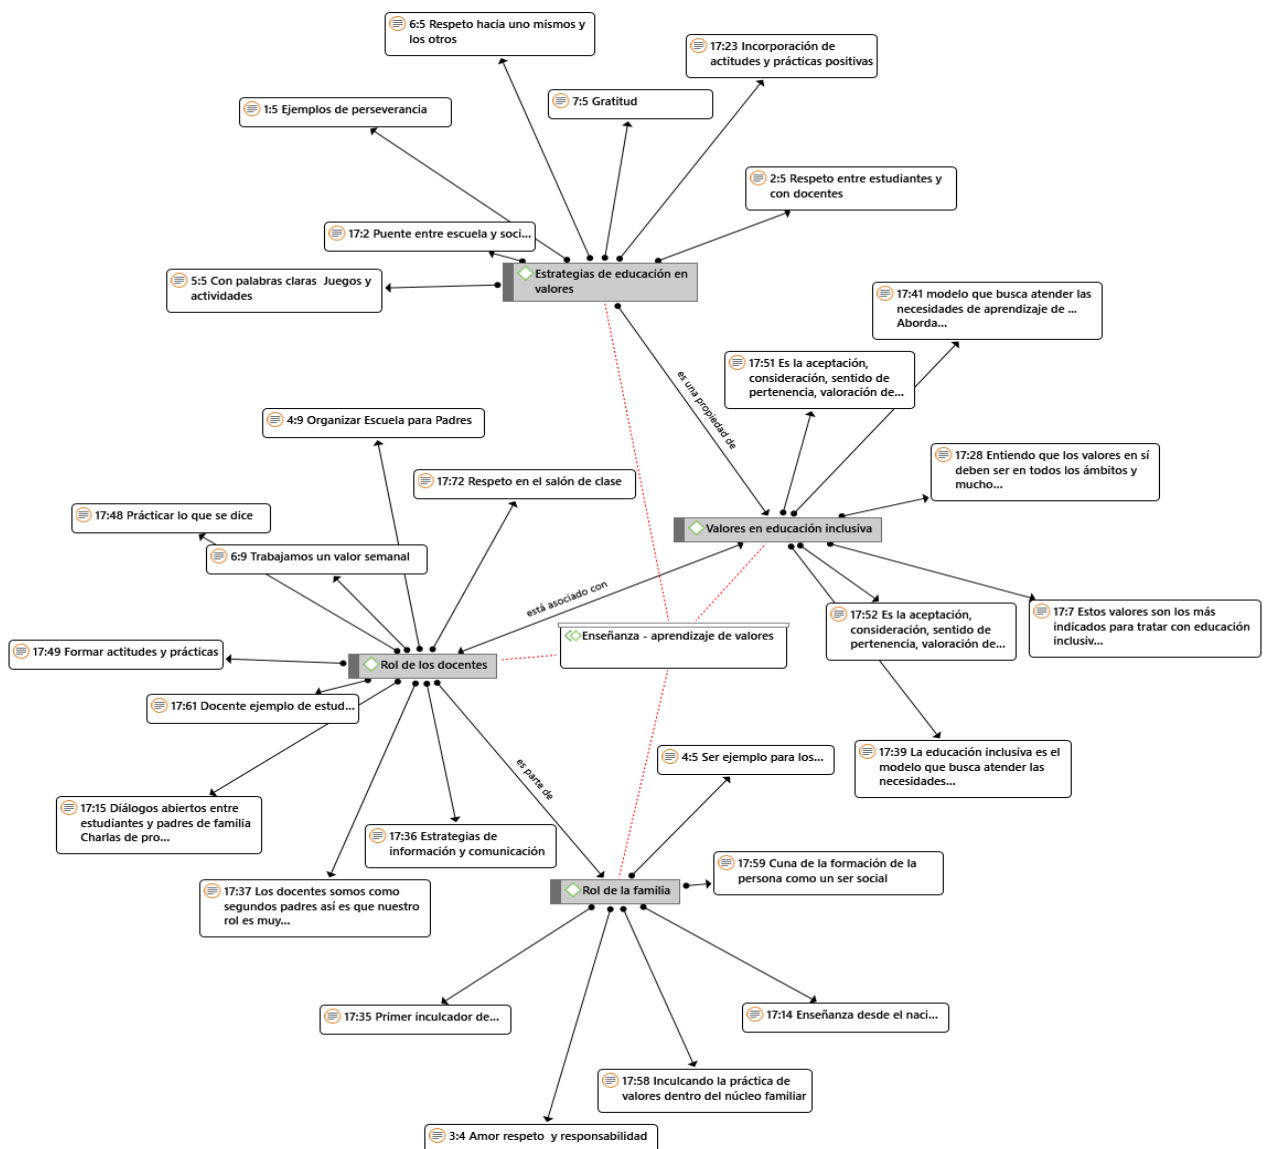 6:5 Respeto hacia uno mismos y
los otros
17:23 Incorporación de
actitudes y prácticas positivas
1:5 Ejemplos de perseverancia
7:5 Gratitud
2:5 Respeto entre estudiantes y
con docentes
17:2 Puente entre escuela y soci...
5:5 Con palabras claras  Juegos y
actividades
Estrategias de educación en
valores
17:41 modelo que busca atender las
necesidades de aprendizaje de ...
Aborda...
17:51 Es la aceptación,
consideración, sentido de
pertenencia, valoración de...
es una propiedad de
4:9 Organizar Escuela para Padres
17:28 Entiendo que los valores en sí
deben ser en todos los ámbitos y
mucho...
17:72 Respeto en el salón de clase
17:48 Prácticar lo que se dice
Valores en educación inclusiva
6:9 Trabajamos un valor semanal
está asociado con
17:52 Es la aceptación,
consideración, sentido de
pertenencia, valoración de...
17:7 Estos valores son los más
indicados para tratar con educación
inclusiv...
Enseñanza - aprendizaje de valores
17:49 Formar actitudes y prácticas
Rol de los docentes
17:61 Docente ejemplo de estud...
17:39 La educación inclusiva es el
modelo que busca atender las
necesidades...
4:5 Ser ejemplo para los...
es parte de
17:15 Diálogos abiertos entre
estudiantes y padres de familia
Charlas de pro...
17:36 Estrategias de
información y comunicación
17:59 Cuna de la formación de la
persona como un ser social
17:37 Los docentes somos como
segundos padres así es que nuestro
rol es muy...
Rol de la familia
17:35 Primer inculcador de...
17:14 Enseñanza desde el naci...
17:58 Inculcando la práctica de
valores dentro del núcleo familiar
3:4 Amor respeto  y responsabilidad